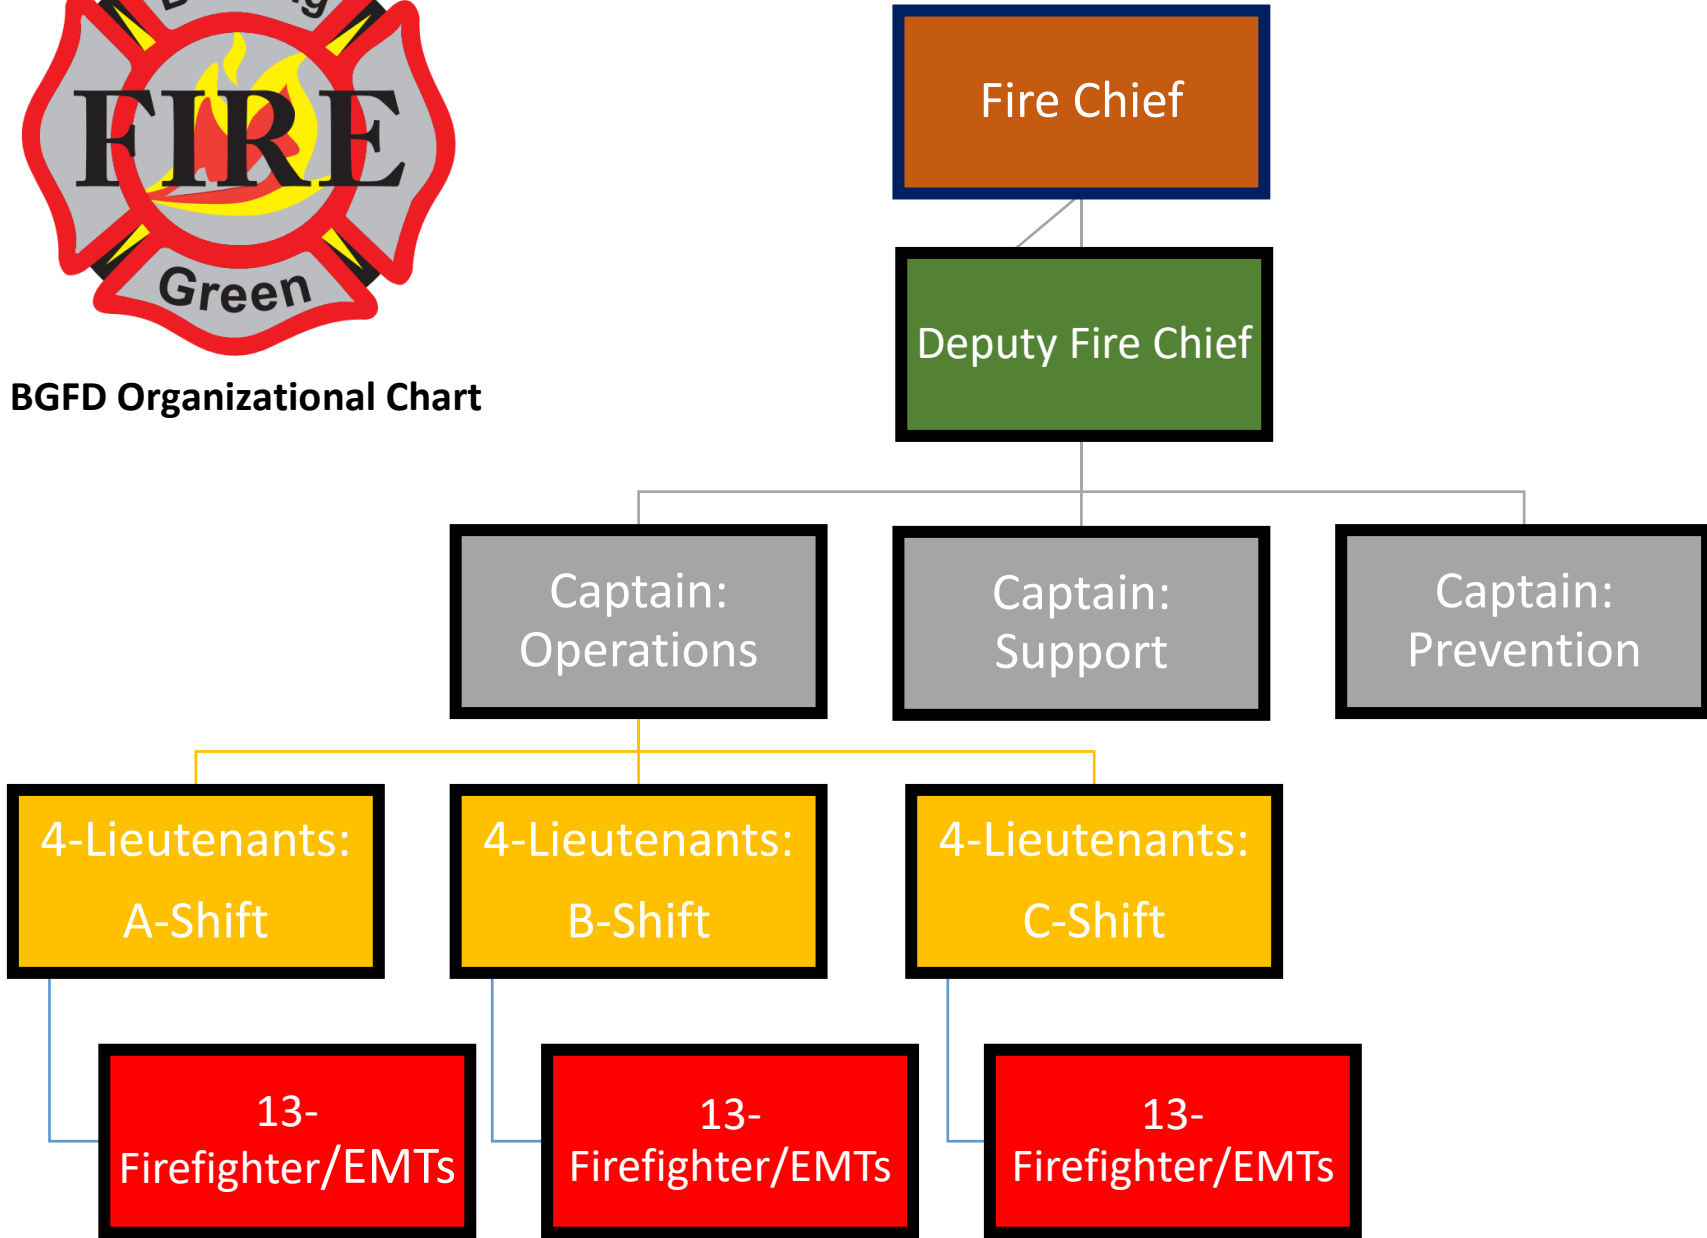 FIRE
Green
BGFD Organizational Chart
Fire Chief
Deputy Fire Chief
Captain:
Operations
Captain:
Support
Captain:
Prevention
4-Lieutenants:
A-Shift
4-Lieutenants:
B-Shift
4-Lieutenants:
C-Shift
13-
Firefighter/EMTs
13-
Firefighter/EMTs
13-
Firefighter/EMTs